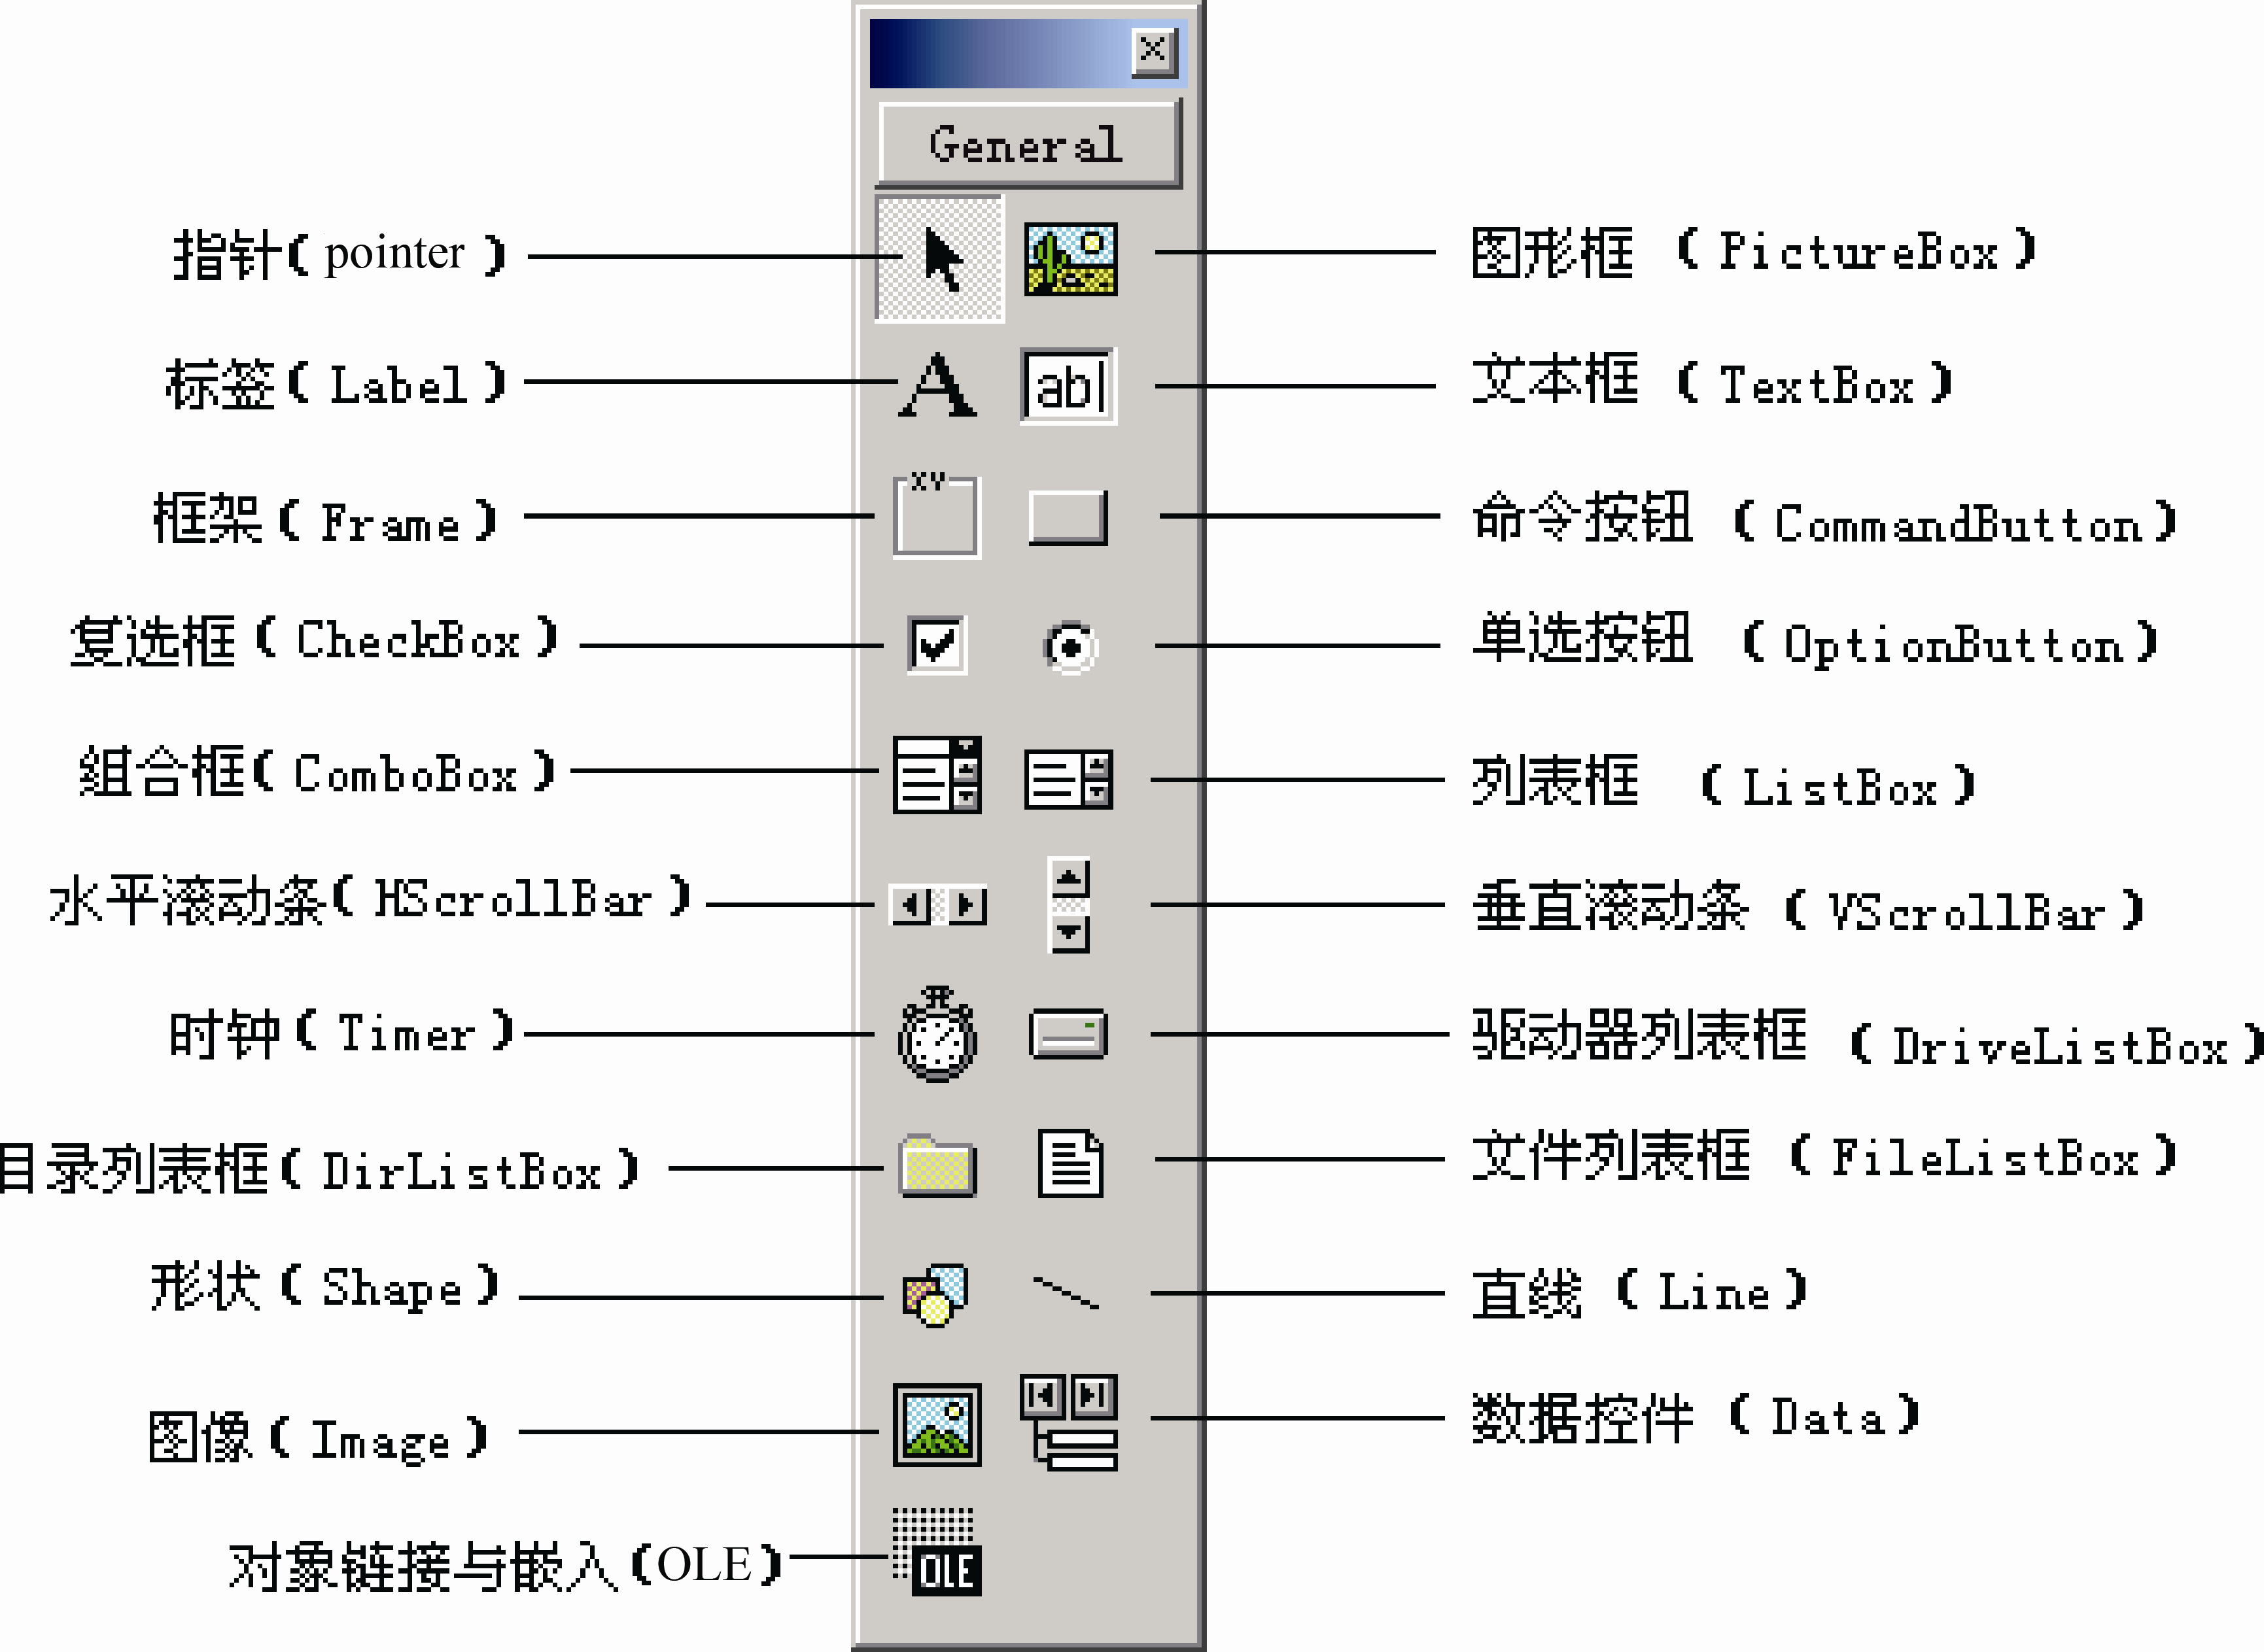 General
指针(pointer)
图形框 (PictureBox)
标签(Label)
A
abl
文本框 (TextBox)
xv
框架(Frame)
命令按钮 (CommandButton)
复选框(CheckBox)
单选按钮 (OptionButton)
组合框(ComboBox)
列表框 (ListBox)
水平滚动条(HScrollBar)
垂直滚动条 (VScrollBar)
时钟(Timer)
驱动器列表框 (DriveListBox)
目录列表框(DirListBox)
文件列表框 (FileListBox)
形状(Shape)
直线 (Line)
图像(Image)
数据控件 (Data)
对象链接与嵌入(OLE)
OLE